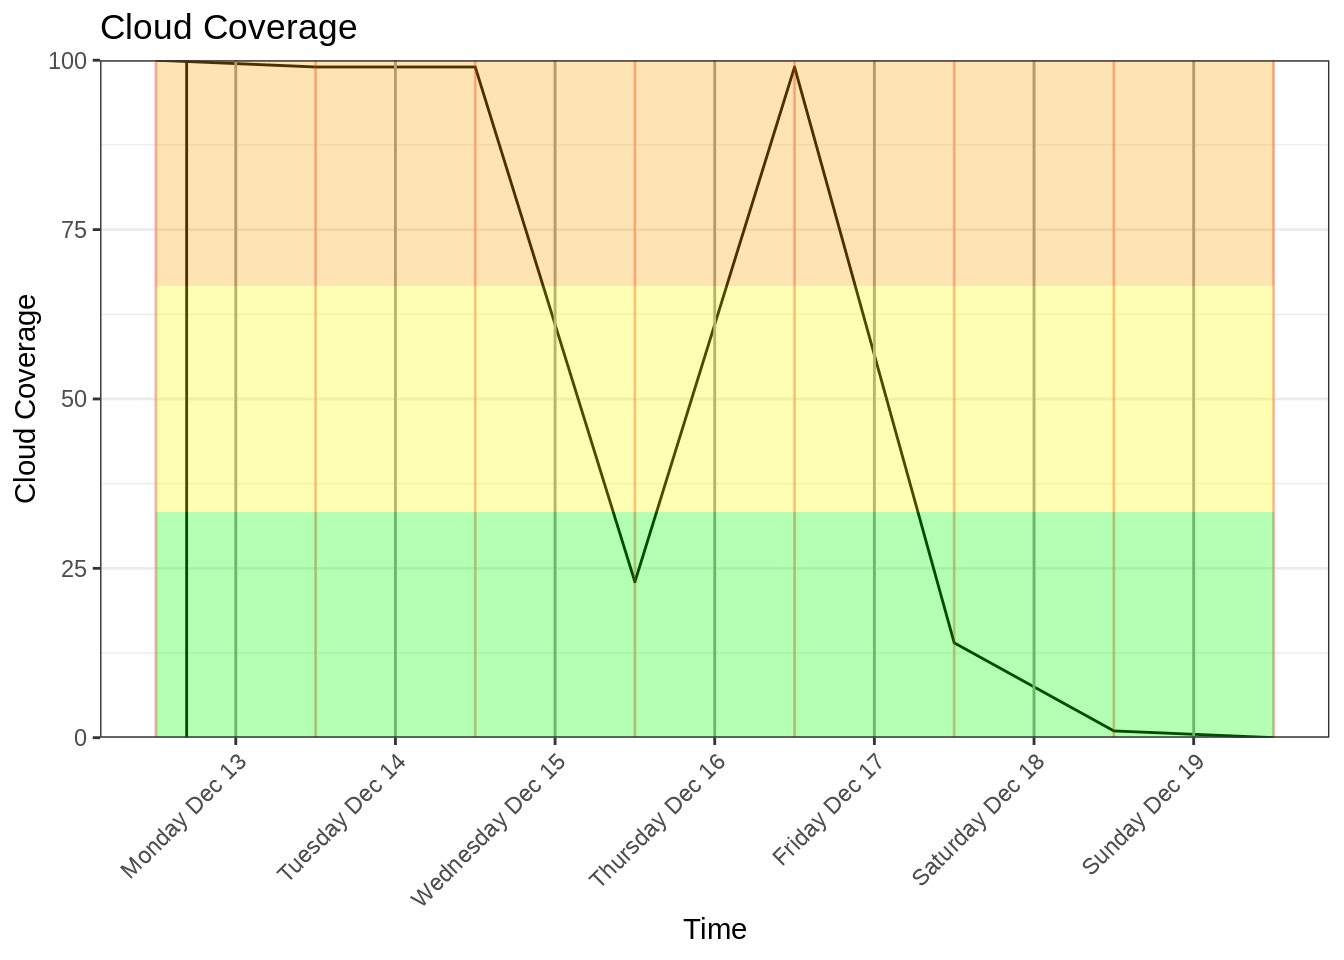 Cloud Coverage
100
75
50
25
0
Cloud Coverage
Monday Dec 13
Tuesday Dec 14
Wednesday Dec 15
Thursday Dec 16
Friday Dec 17
Saturday Dec 18
Sunday Dec 19
Time